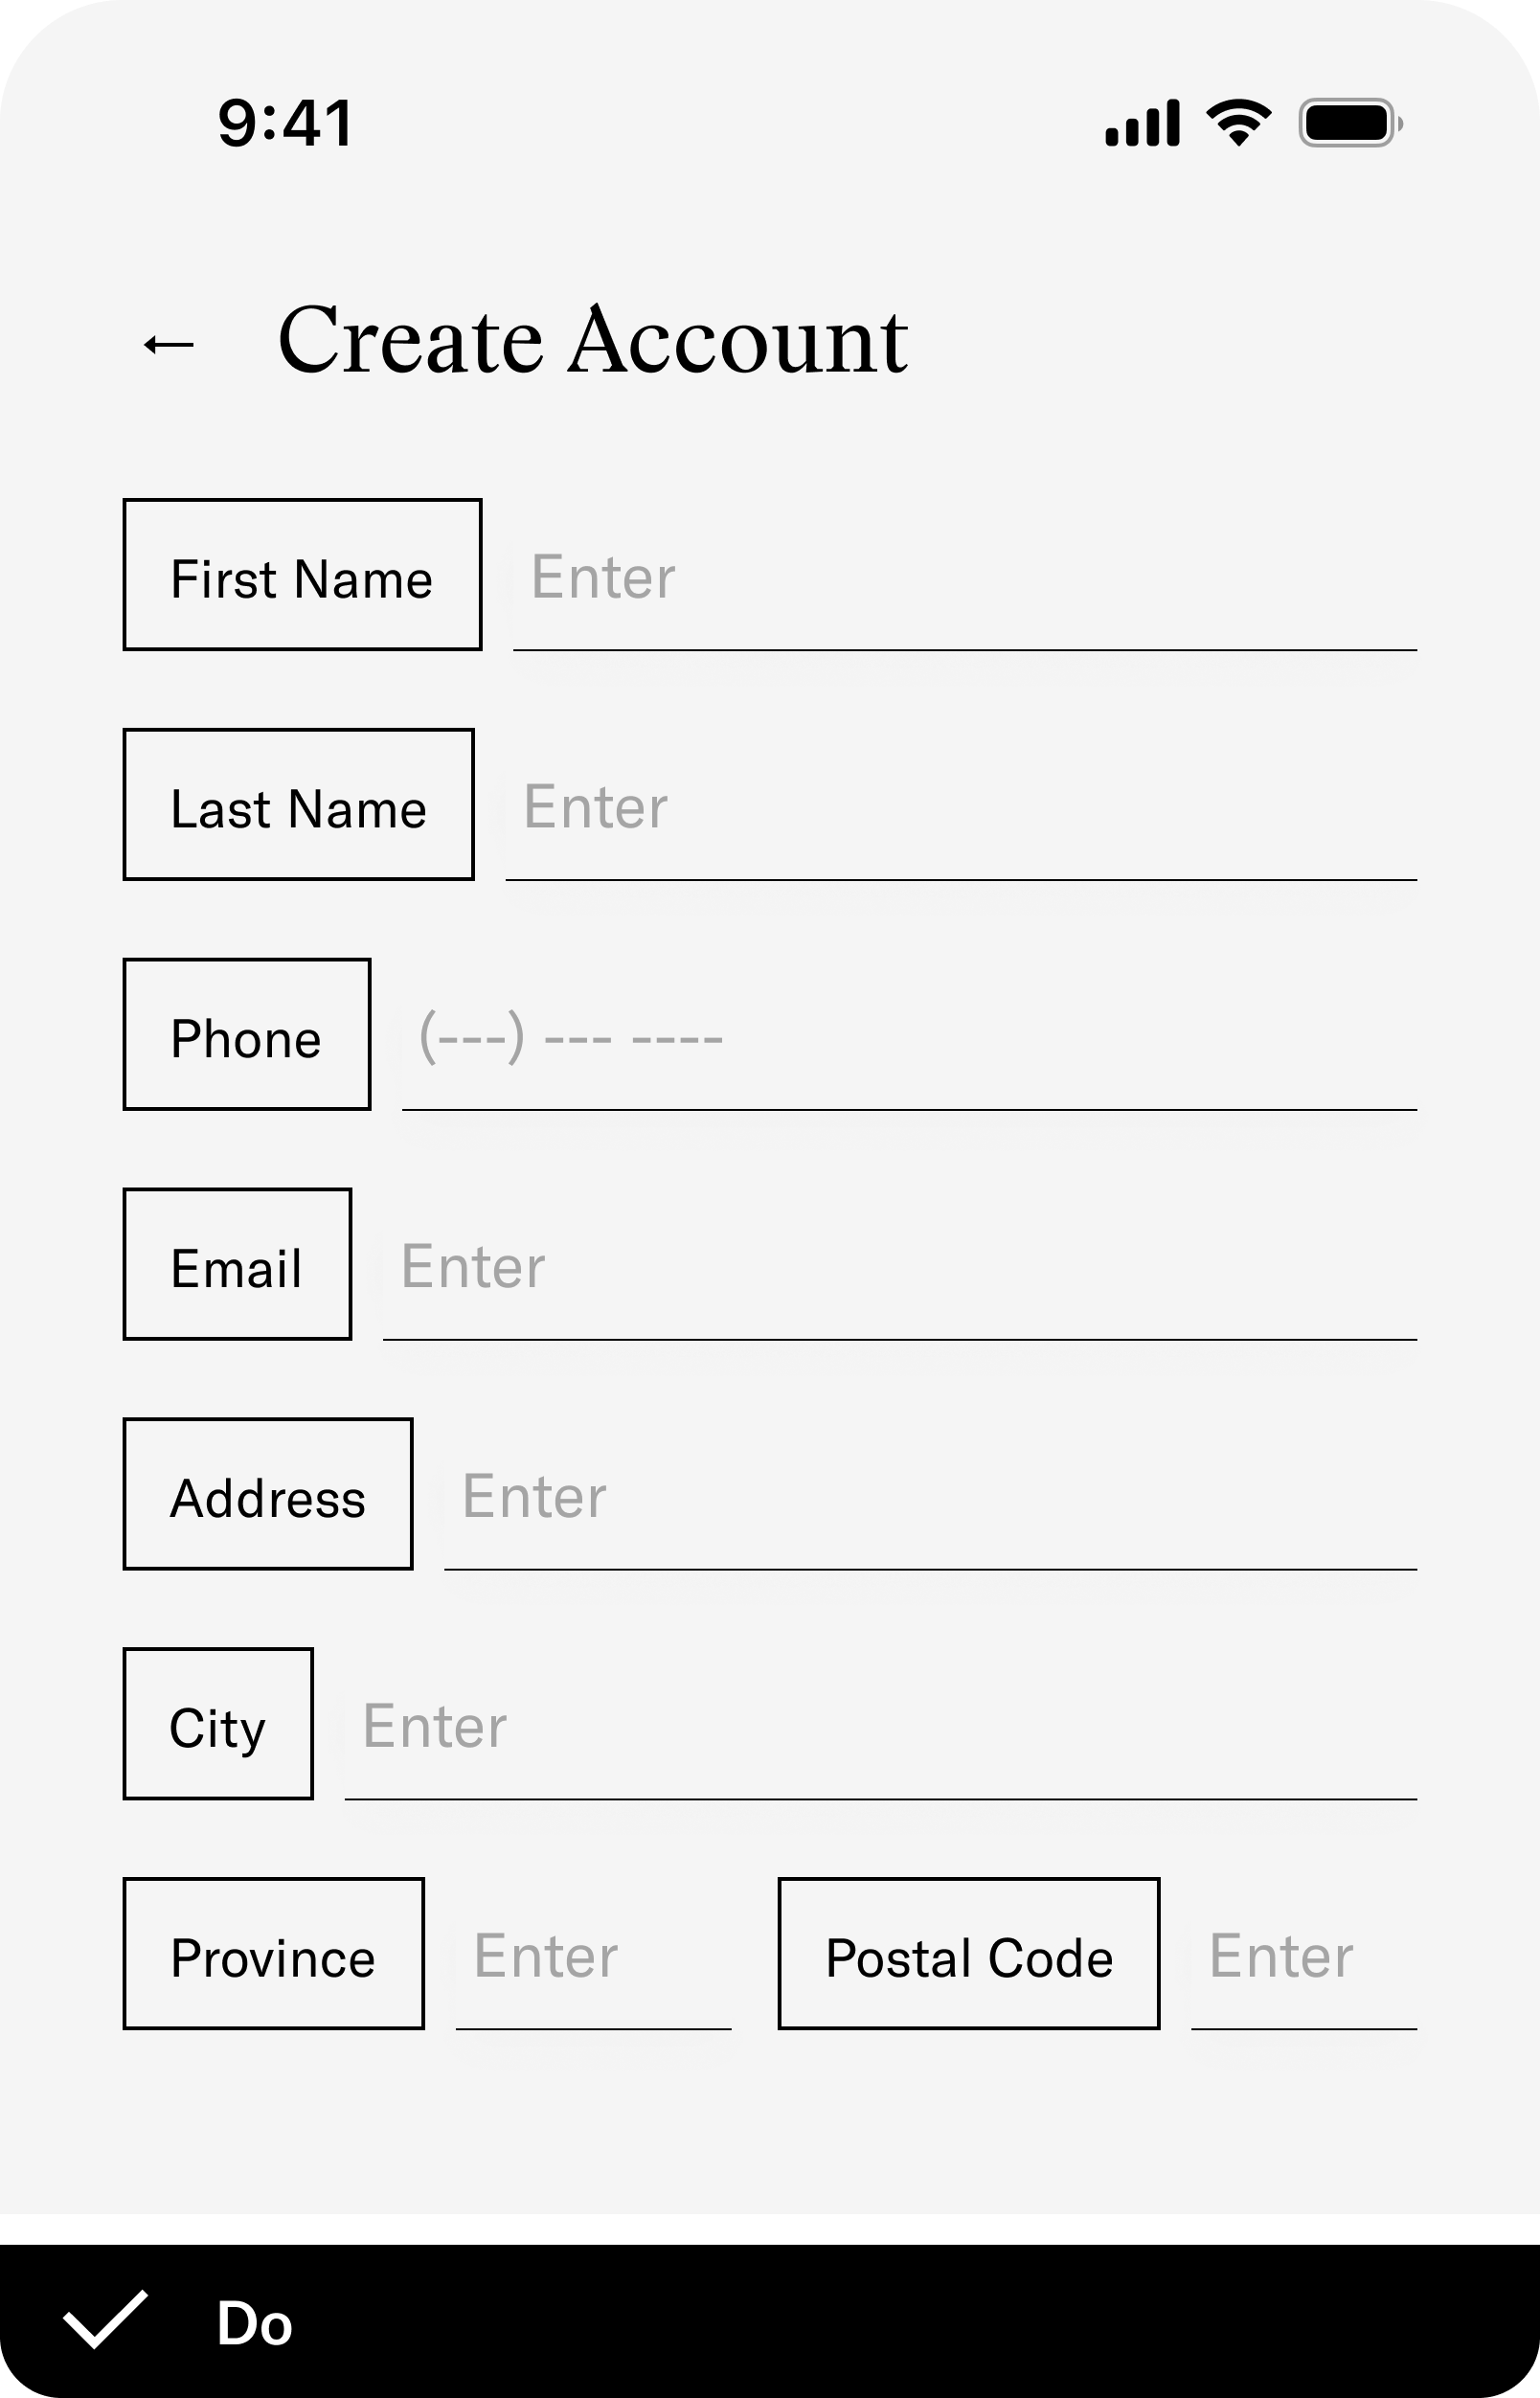 9:41
← Create Account
First Name Enter
Last Name Enter
Phone (---) --- ----
Email Enter
Address Enter
City Enter
Province Enter Postal Code Enter
Do